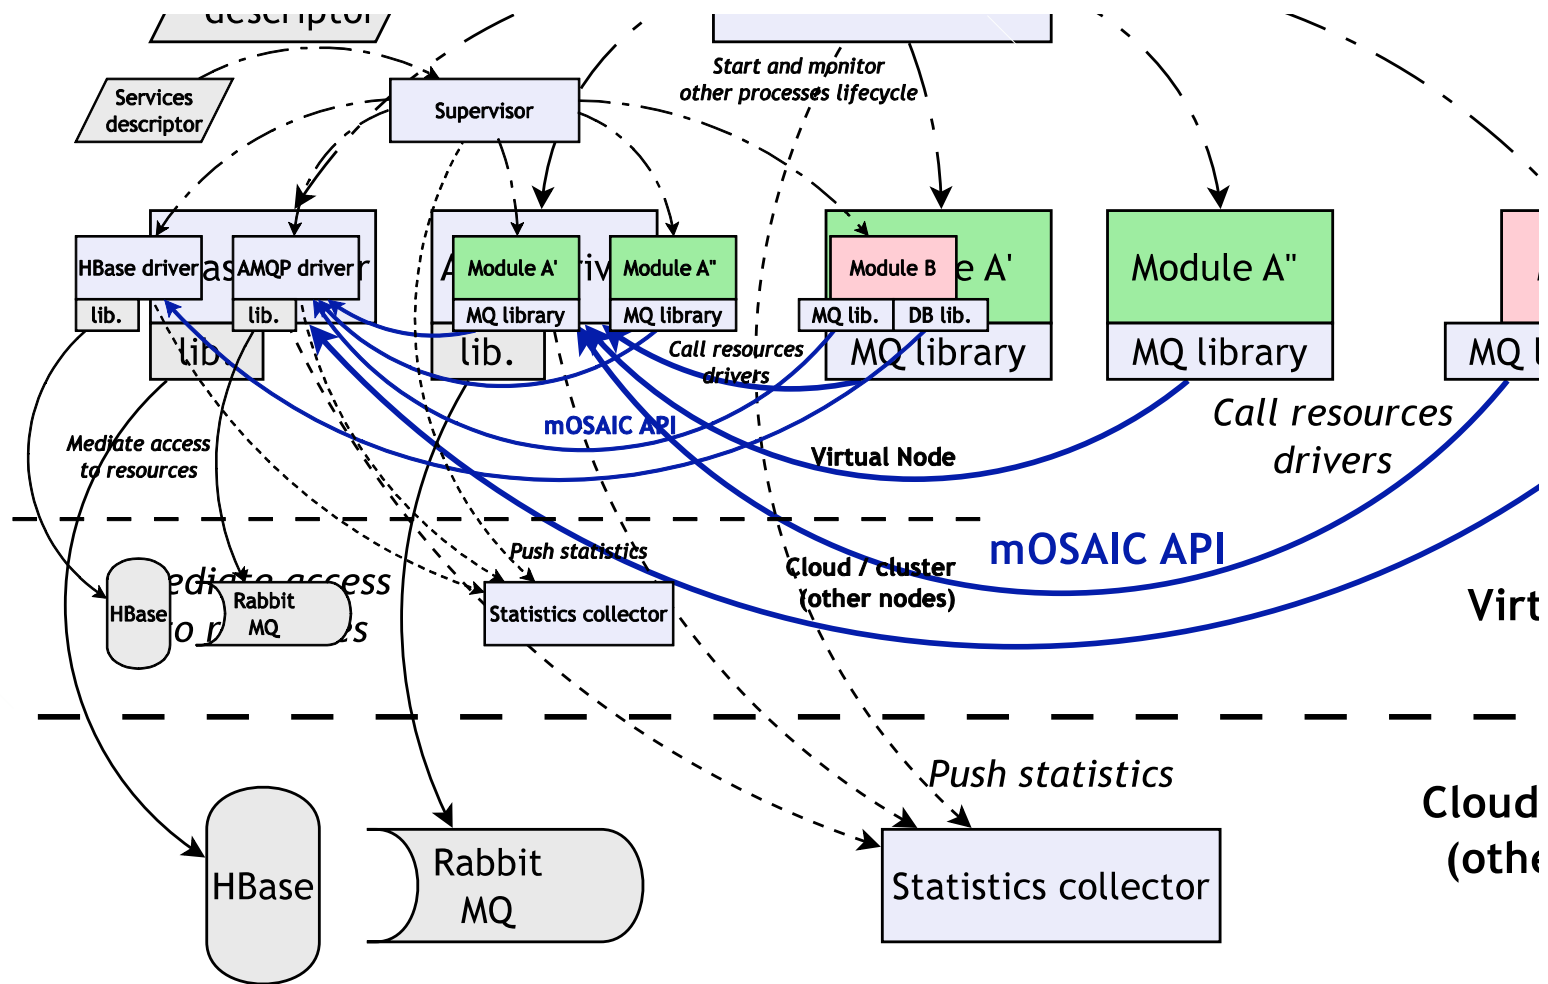 descriptor
Start and monitor
other processes lifecycle
Services
descriptor
Supervisor
HBase driver
AMQP driver
Module A'
Module A"
Module B
Module A"
lib.
lib.
MQ library
MQ library
MQ lib.
DB lib.
lib.
lib.
MQ library
MQ library
MQ
Call resources
drivers
Call resources
drivers
mOSAIC API
Virtual Node
Mediate access
to resources
mOSAIC API
Push statistics
Cloud / cluster
(other nodes)
HBase
Rabbit
MQ
Statistics collector
Push statistics
HBase
Rabbit
MQ
Statistics collector